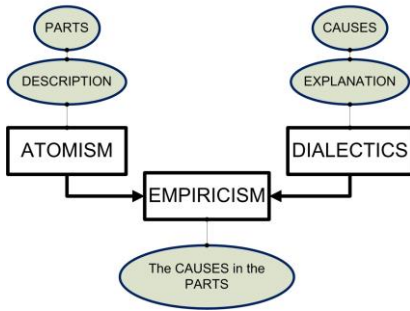 PARTS
CAUSES
DESCRIPTION
EXPLANATION
ATOMISM
DIALECTICS
EMPIRICISM
The CAUSES in the
PARTS